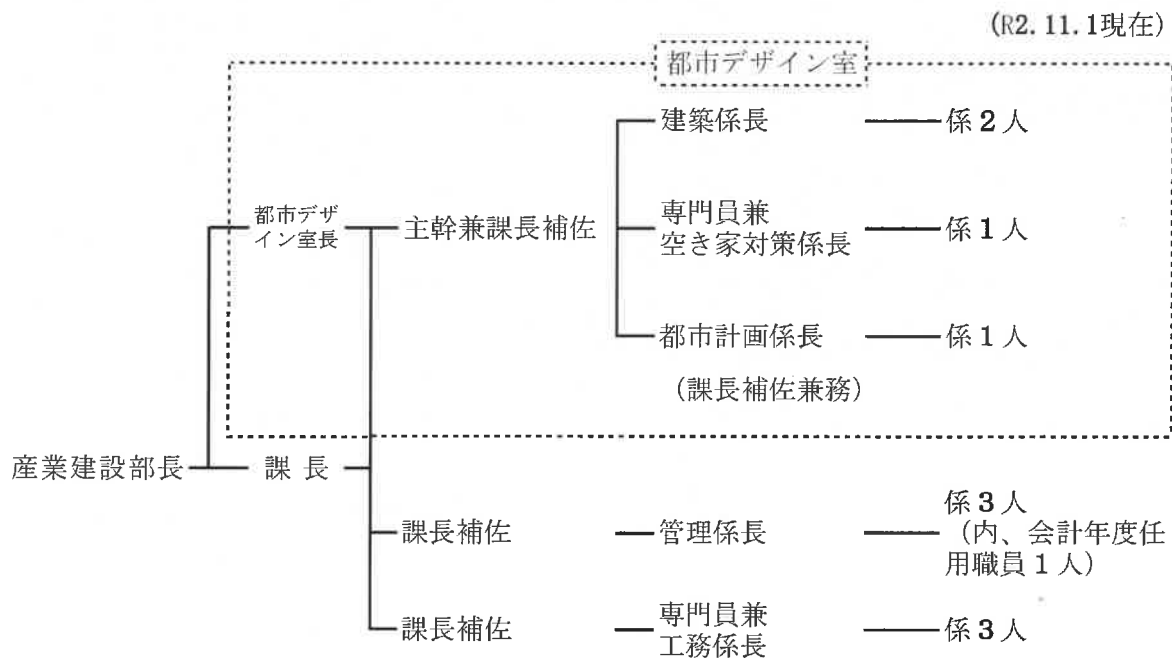 (R2.11.1現在)
都市デザイン室
建築係長
係2人
都市デザ
イン室長
主幹兼課長補佐
専門員兼
空き家対策係長
係1人
都市計画係長
係1人
(課長補佐兼務)
産業建設部長
課長
課長補佐
管理係長
係3人
(内、会計年度任
用職員1人)
課長補佐
専門員兼
工務係長
係3人